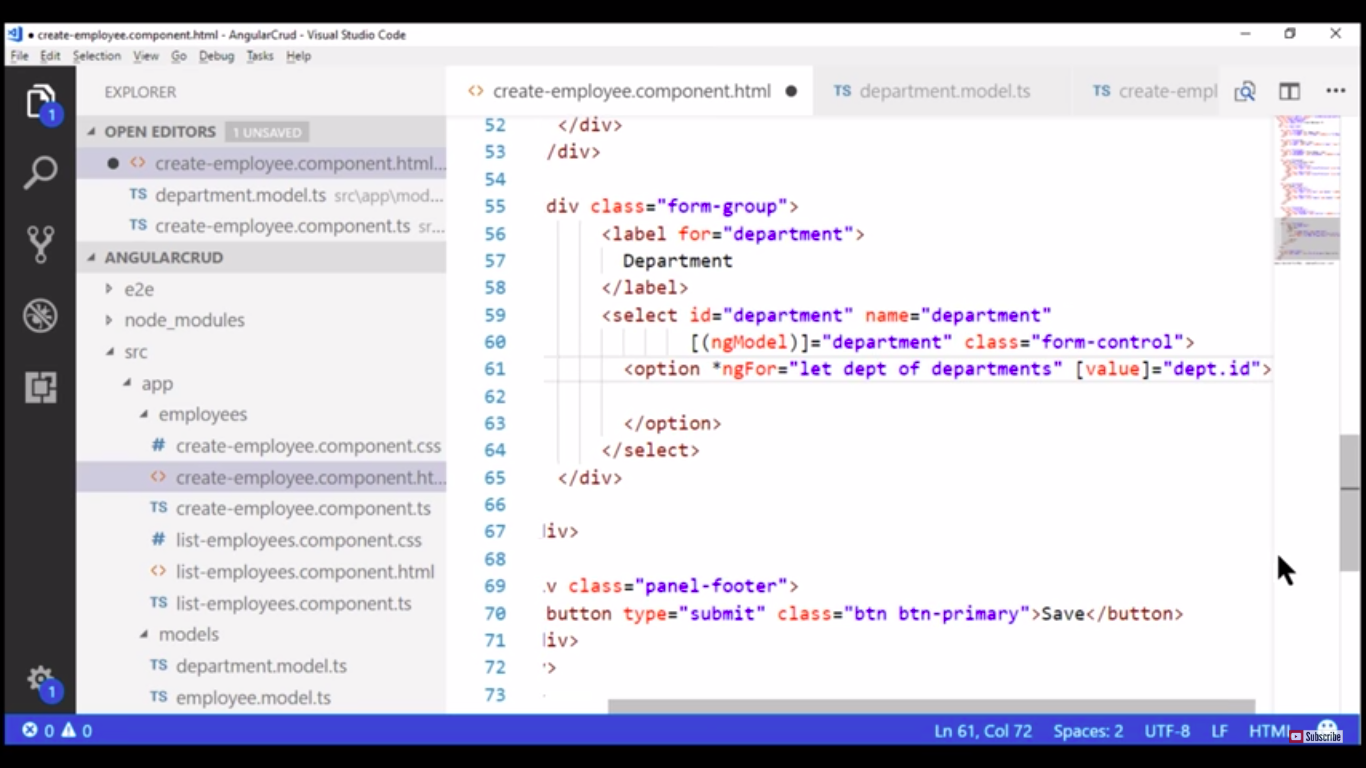 • create-employee.component.html - AngularCrud - Visual Studio Code
File Edit Selection View Go Debug Tasks Help
EXPLORER
OPEN EDITORS 1 UNSAVED
create-employee.component.html...
department.model.ts src\app\mod...
create-employee.component.ts sr...
ANGULARCRUD
e2e
node_modules
src
app
employees
# create-employee.component.css
<> create-employee.component.ht...
TS create-employee.component.ts
# list-employees.component.css
<> list-employees.component.html
TS list-employees.component.ts
models
TS department.model.ts
TS employee.model.ts
1
1
<> create-employee.component.html ● TS department.model.ts TS create-empl ...
52 </div>
53 /div>
54
55 div class="form-group">
56 <label for="department">
57 Department
58 </label>
59 <select id="department" name="department"
60 [(ngModel)]="department" class="form-control">
61 <option *ngFor="let dept of departments" [value]="dept.id">
62
63 </option>
64 </select>
65 </div>
66
67 iv>
68
69 v class="panel-footer">
70 button type="submit" class="btn btn-primary">Save</button>
71 iv>
72 >
73
0 0 Ln 61, Col 72 Spaces: 2 UTF-8 LF HTML
Subscribe